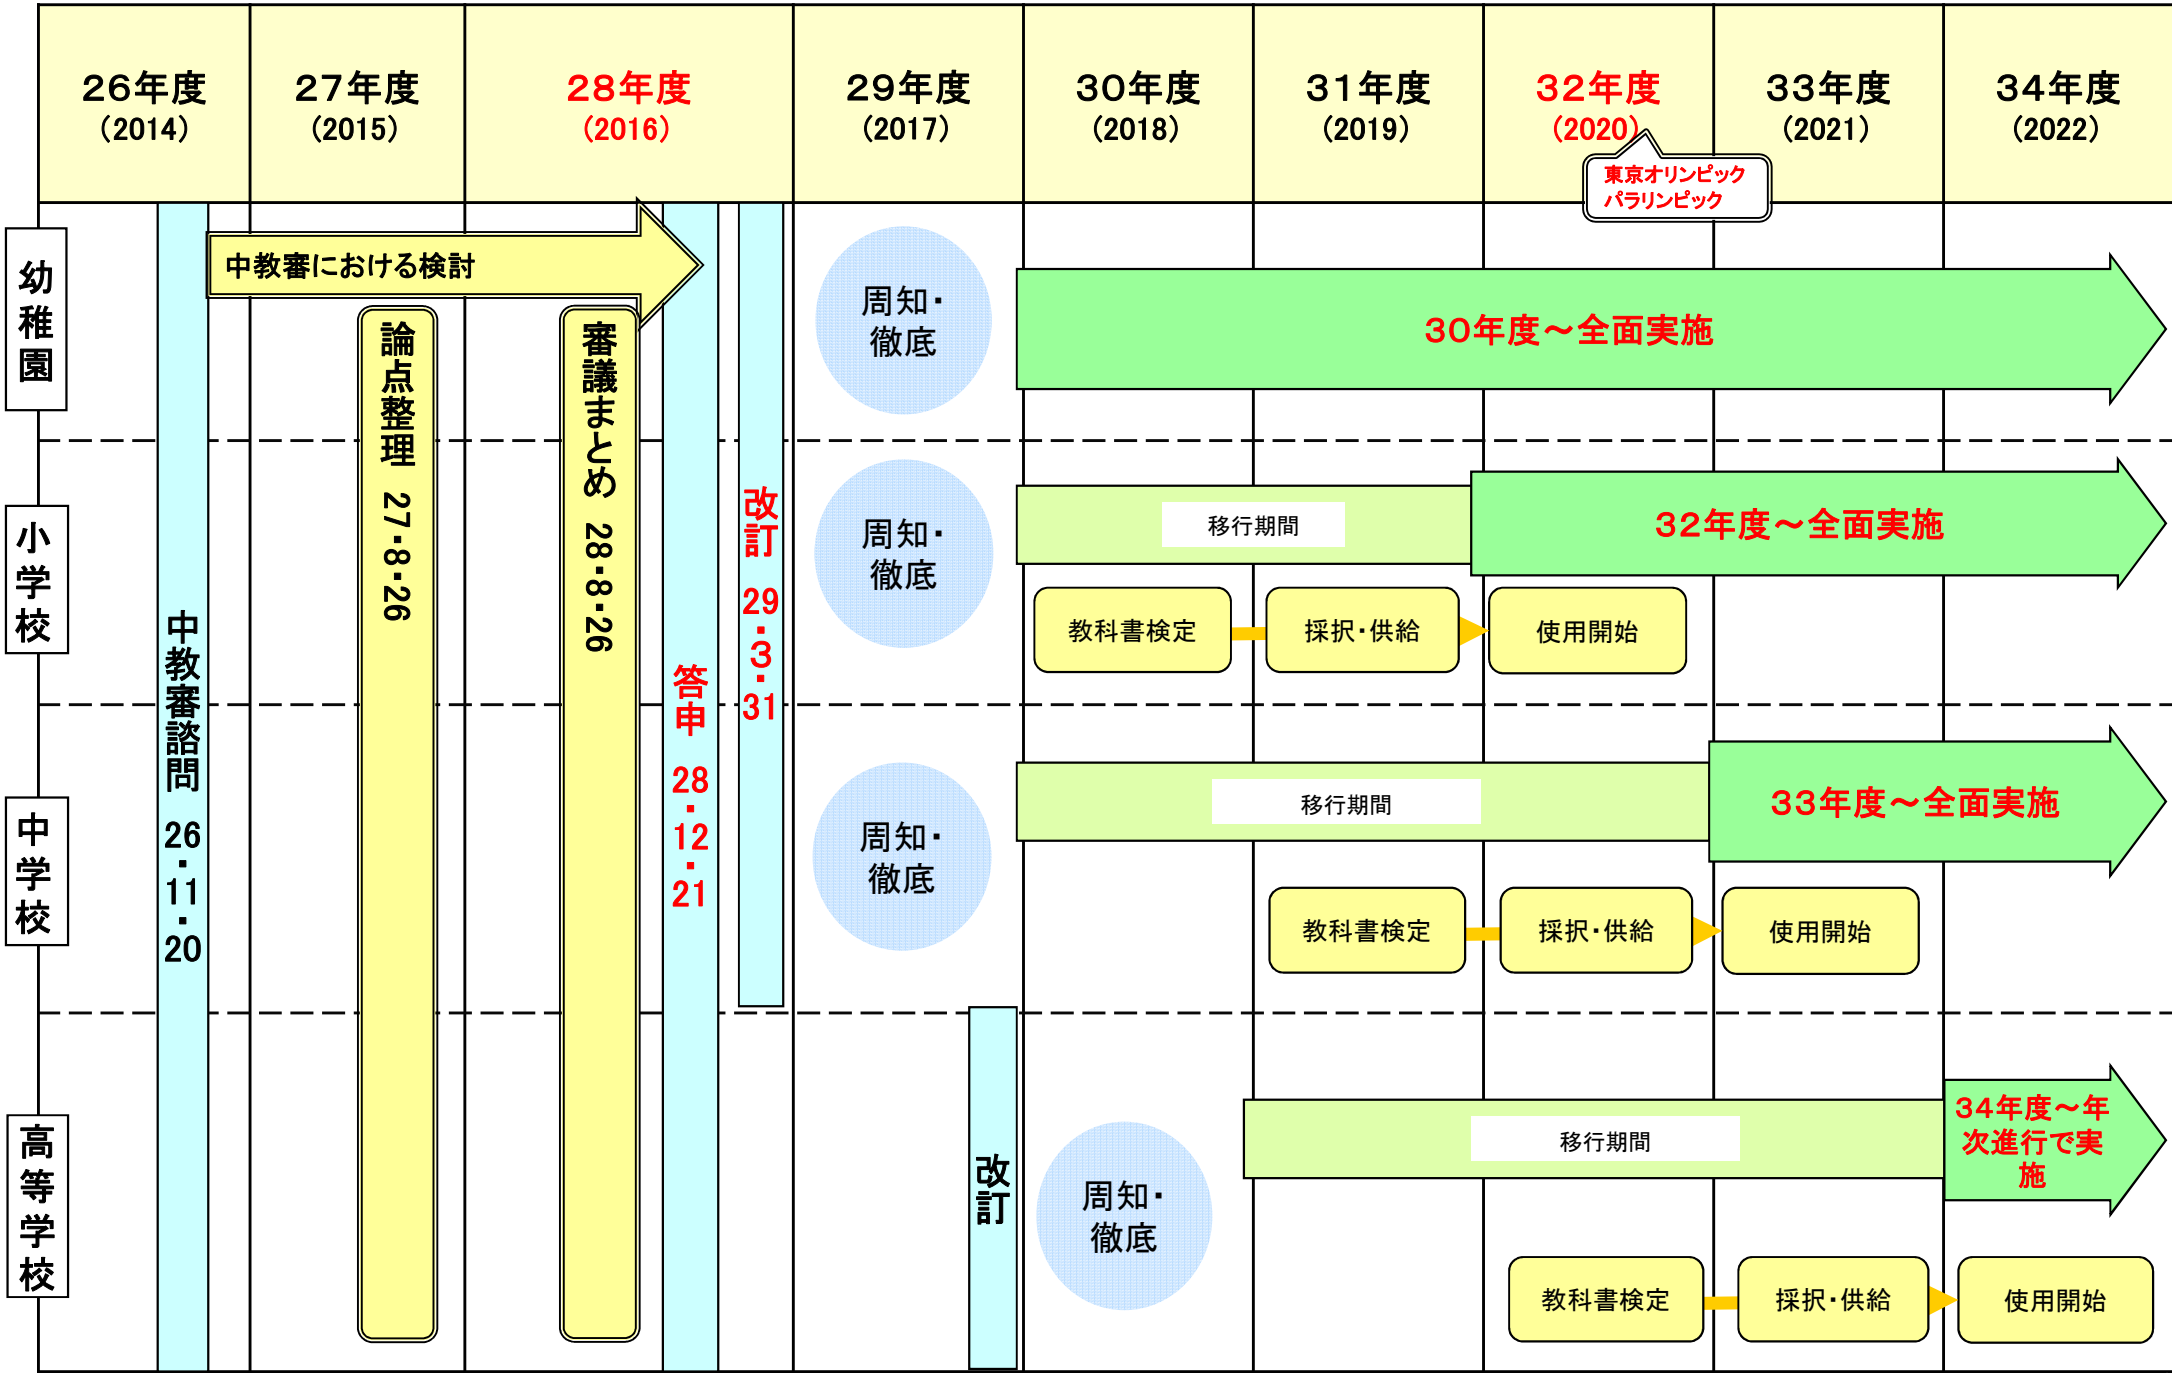 26年度
（2014）
27年度
（2015）
28年度
（2016）
29年度
（2017）
30年度
（2018）
31年度
（2019）
32年度
（2020）
33年度
（2021）
34年度
（2022）
東京オリンピック
パラリンピック
幼稚園
中教審における検討
周知・
徹底
30年度～全面実施
論点整理 27・8・26
審議まとめ 28・8・26
小学校
改訂 29・3・31
周知・
徹底
移行期間
32年度～全面実施
教科書検定
採択・供給
使用開始
中教審諮問 26・11・20
答申 28・12・21
中学校
周知・
徹底
移行期間
33年度～全面実施
教科書検定
採択・供給
使用開始
高等学校
改訂
周知・
徹底
移行期間
34年度～年
次進行で実
施
教科書検定
採択・供給
使用開始